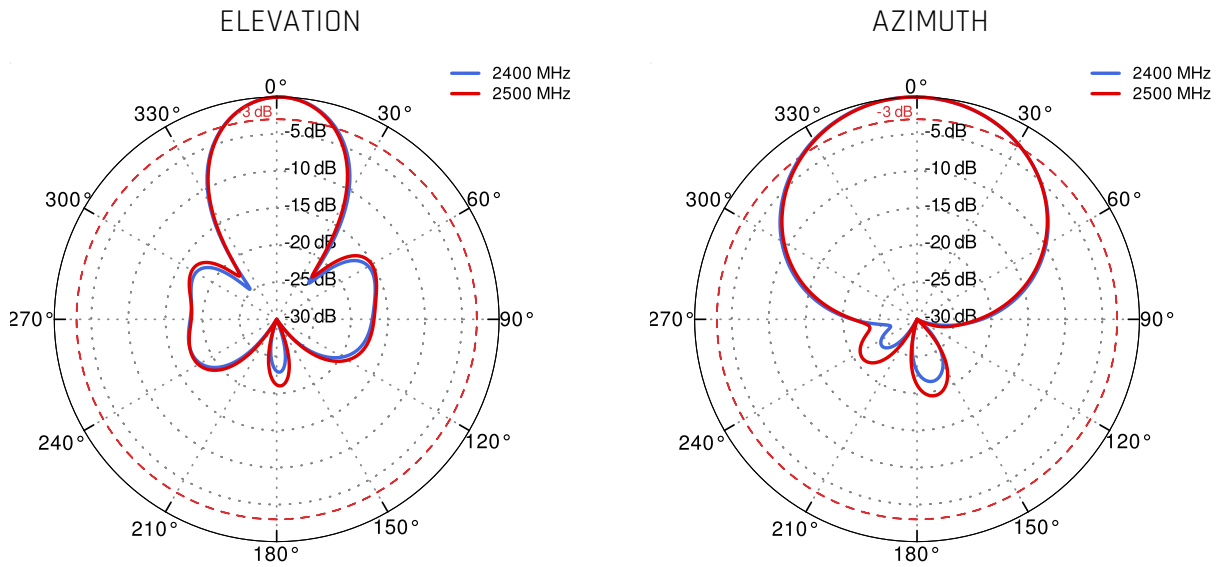 ELEVATION
2400 MHz
2500 MHz
0°
330°
30°
3 dB
-5 dB
-10 dB
300°
60°
-15 dB
-20 dB
-25 dB
270°
-30 dB
90°
240°
120°
210°
150°
180°
AZIMUTH
2400 MHz
2500 MHz
0°
330°
30°
-3 dB
-5 dB
-10 dB
300°
60°
-15 dB
-20 dB
-25 dB
270°
-30 dB
90°
240°
120°
210°
150°
180°